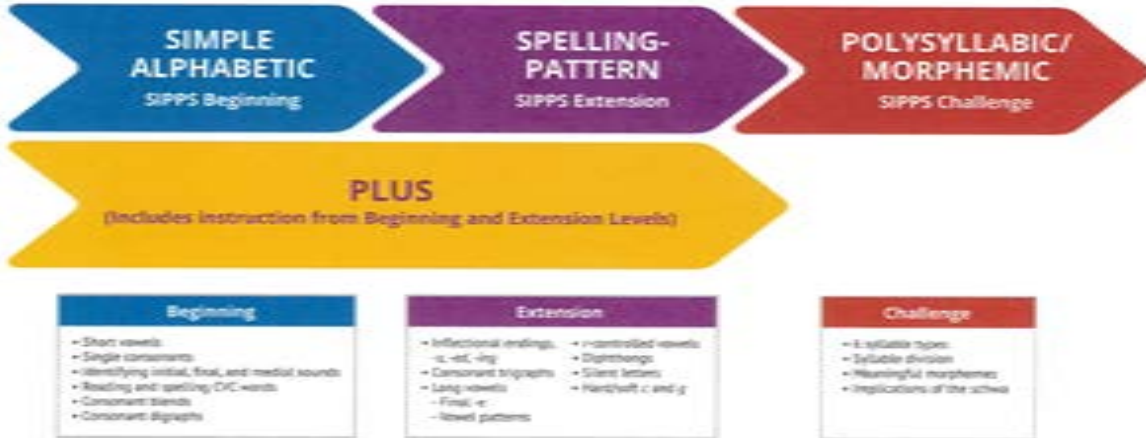 SIMPLE
ALPHABETIC
SIPPS Beginning
SPELLING-
PATTERN
SIPPS Extension
POLYSYLLABIC/
MORPHEMIC
SIPPS Challenge
PLUS
(Includes instruction from Beginning and Extension Levels)
Beginning
• Short vowels
• Single consonants
• Identifying initial, final, and medial sounds
• Reading and spelling CVC words
• Consonant blends
• Consonant digraphs
Extension
• Inflectional endings,
-s, -ed, -ing
• Consonant trigraphs
• Long vowels
- Final, -e
- Vowel patterns
• r-controlled vowels
• Diphthongs
• Silent letters
• Hard/soft c and g
Challenge
• 6 syllable types
• Syllable division
• Meaningful morphemes
• Implications of the schwa